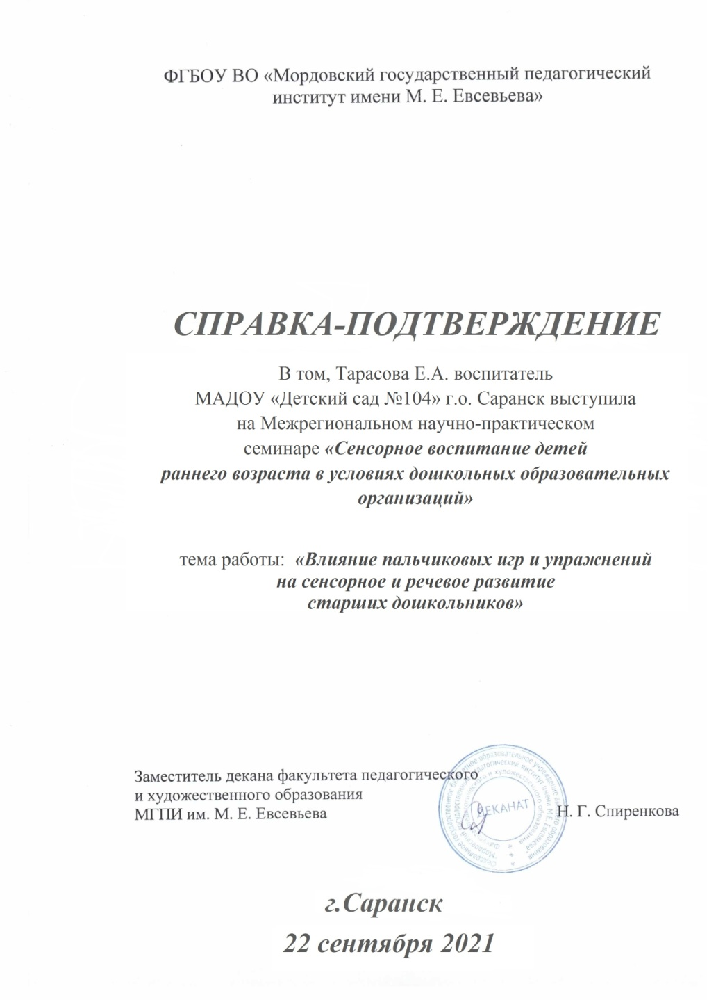 ФГБОУ ВО «Мордовский государственный педагогический
институт имени М. Е. Евсевьева»
СПРАВКА-ПОДТВЕРЖДЕНИЕ
В том, Тарасова Е.А. воспитатель
МАДОУ «Детский сад №104» г.о. Саранск выступила
на Межрегиональном научно-практическом
семинаре «Сенсорное воспитание детей
раннего возраста в условиях дошкольных образовательных
организаций»
тема работы: «Влияние пальчиковых игр и упражнений
на сенсорное и речевое развитие
старших дошкольников»
Заместитель декана факультета педагогического
и художественного образования
МГПИ им. М. Е. Евсевьева
Н. Г. Спиренкова
ДЕКАНАТ
г.Саранск
22 сентября 2021